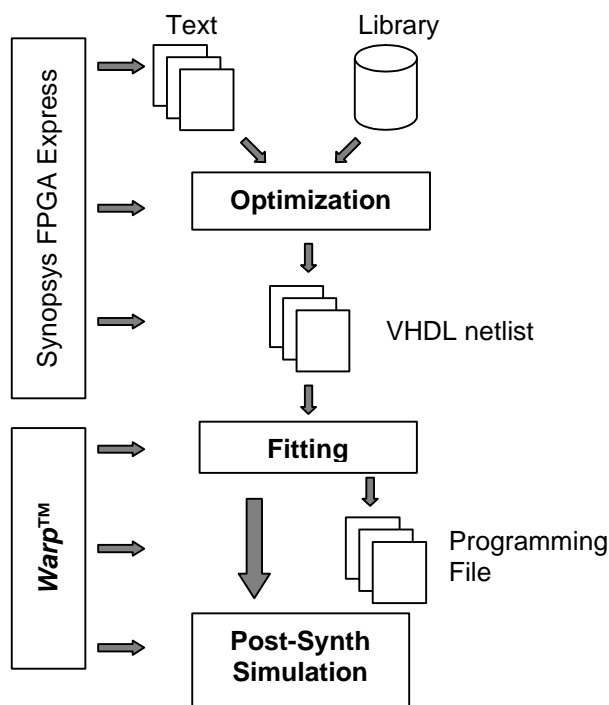 Text
Library
Synopsys FPGA Express
Optimization
VHDL netlist
Fitting
Warp™
Programming
File
Post-Synth
Simulation